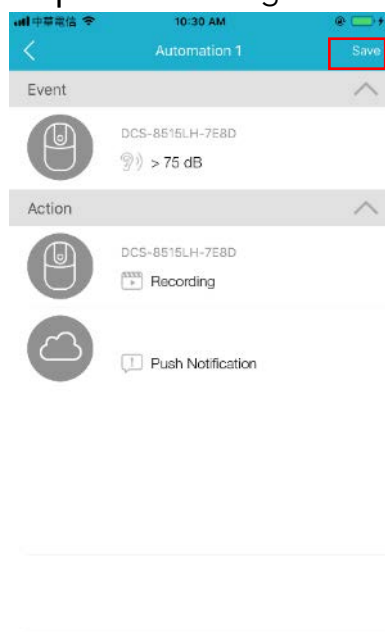 中華電信 10:30 AM
Automation 1 Save
Event
DCS-8515LH-7E8D
> 75 dB
Action
DCS-8515LH-7E8D
Recording
Push Notification